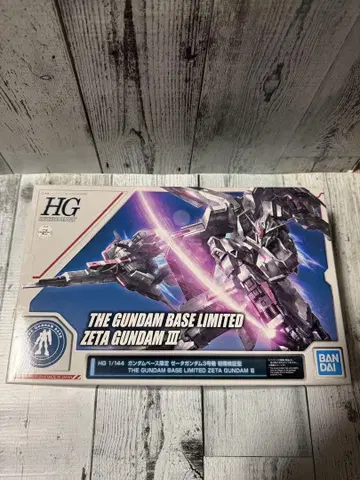 HG
THE GUNDAM BASE LIMITED
ZETA GUNDAM III
HG 1/144 ガンダムベース限定 ゼータガンダム3号機 初期検証型
THE GUNDAM BASE LIMITED ZETA GUNDAM III
BAN
DAI